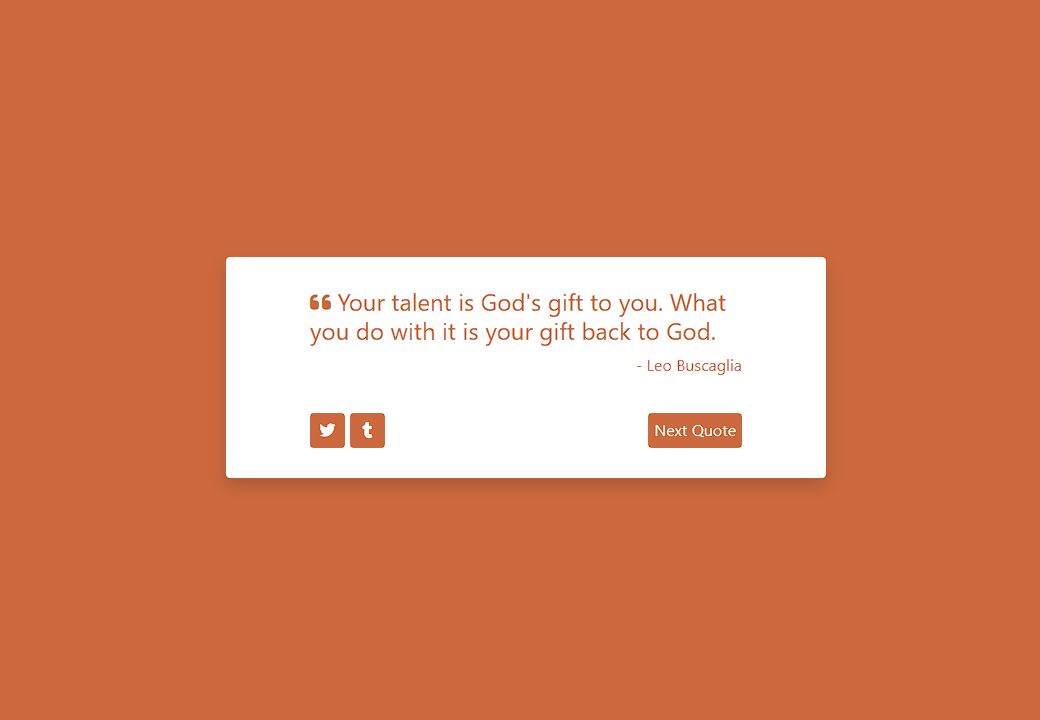 Your talent is God's gift to you. What
you do with it is your gift back to God.
- Leo Buscaglia
Next Quote